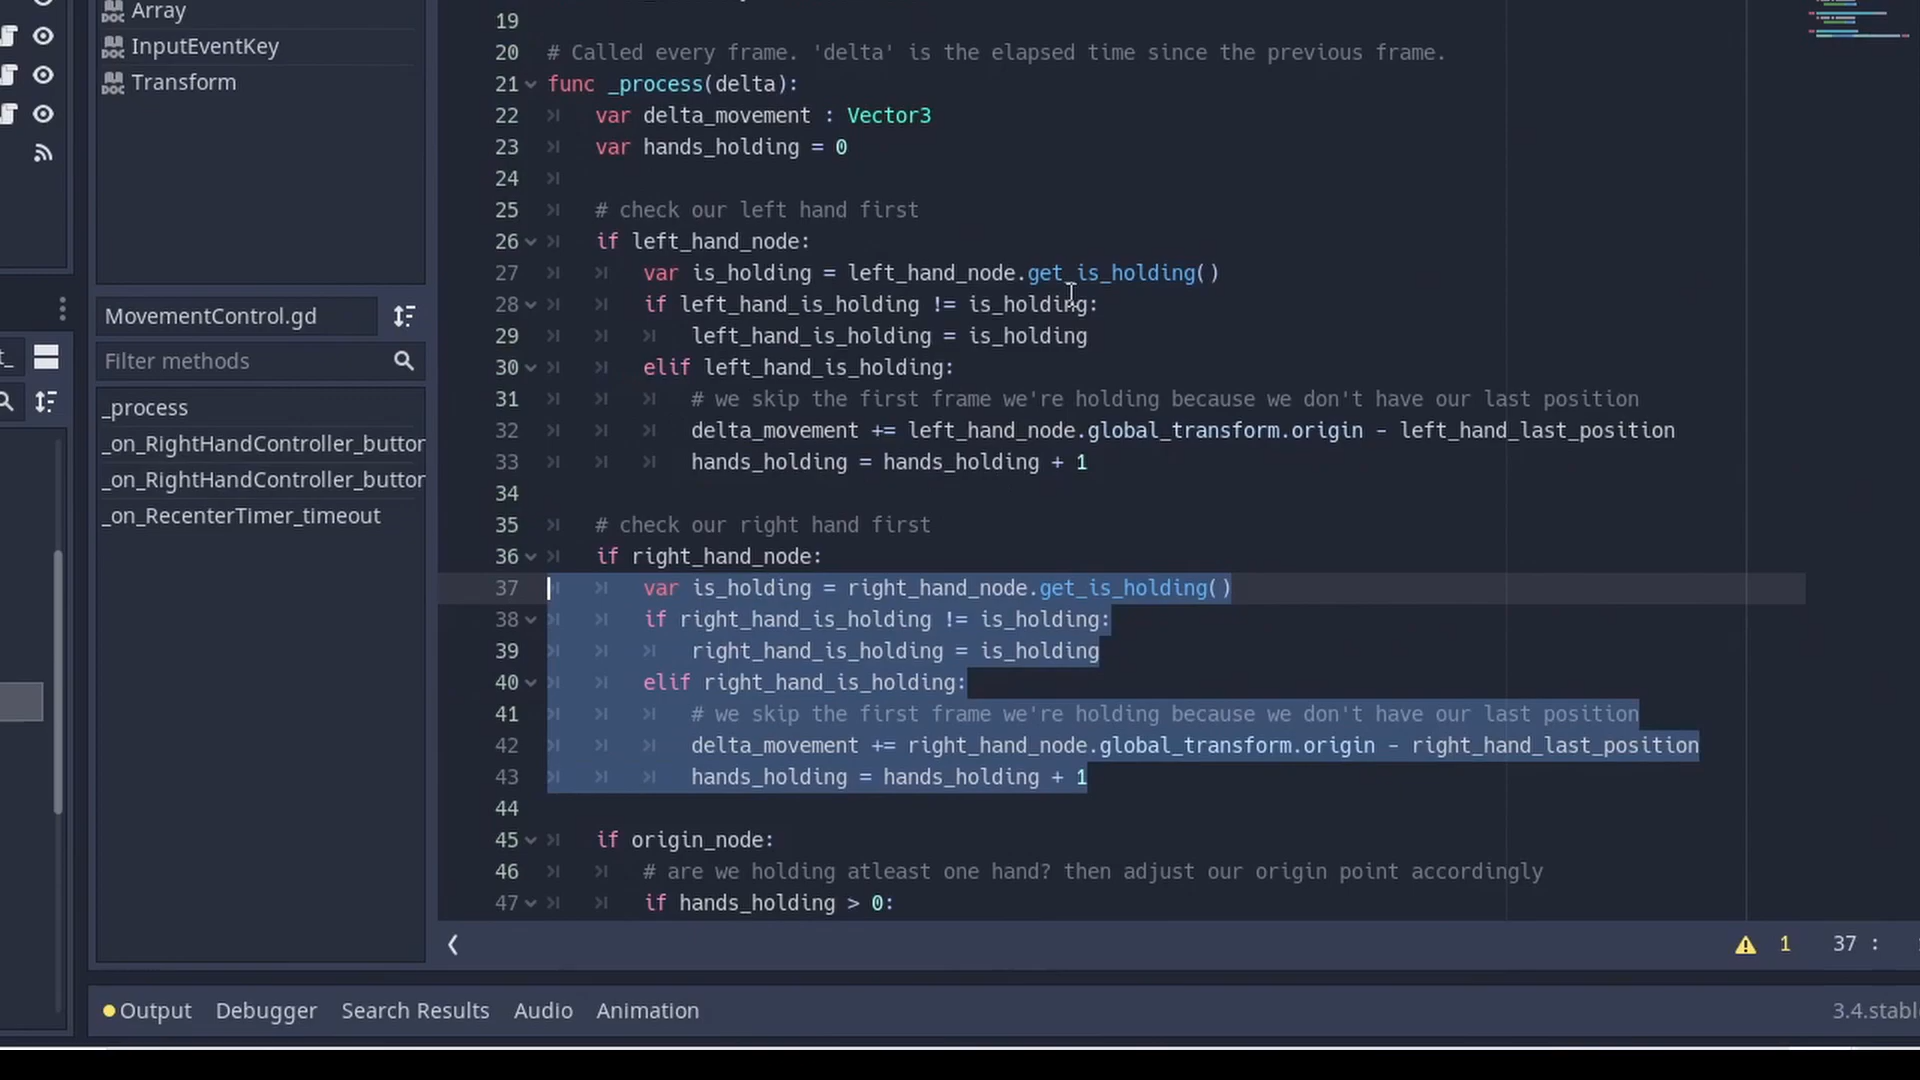 Array
InputEventKey
Transform
MovementControl.gd
Filter methods
_process
_on_RightHandController_button
_on_RightHandController_button
_on_RecenterTimer_timeout
t_
19
20 # Called every frame. 'delta' is the elapsed time since the previous frame.
21 func _process(delta):
22 var delta_movement : Vector3
23 var hands_holding = 0
24
25 # check our left hand first
26 if left_hand_node:
27 var is_holding = left_hand_node.get_is_holding()
28 if left_hand_is_holding != is_holding:
29 left_hand_is_holding = is_holding
30 elif left_hand_is_holding:
31 # we skip the first frame we're holding because we don't have our last position
32 delta_movement += left_hand_node.global_transform.origin - left_hand_last_position
33 hands_holding = hands_holding + 1
34
35 # check our right hand first
36 if right_hand_node:
37 var is_holding = right_hand_node.get_is_holding()
38 if right_hand_is_holding != is_holding:
39 right_hand_is_holding = is_holding
40 elif right_hand_is_holding:
41 # we skip the first frame we're holding because we don't have our last position
42 delta_movement += right_hand_node.global_transform.origin - right_hand_last_position
43 hands_holding = hands_holding + 1
44
45 if origin_node:
46 # are we holding atleast one hand? then adjust our origin point accordingly
47 if hands_holding > 0:
1 37 :
Output Debugger Search Results Audio Animation 3.4.stabl